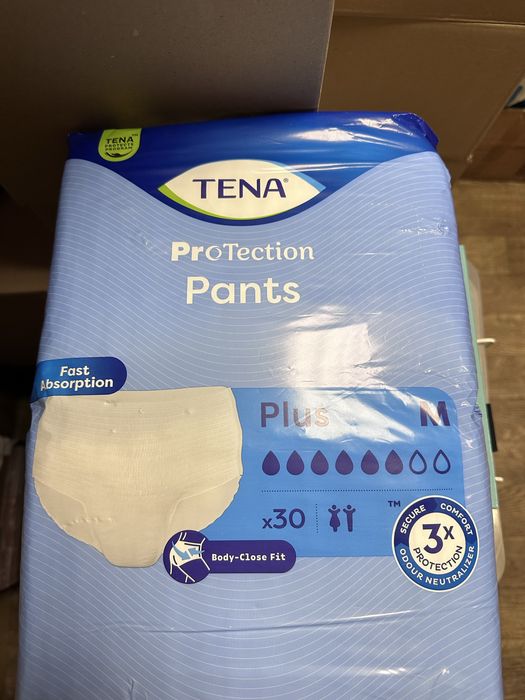 TENA™
PROTECTS
PROGRAM
TENA®
ProTection
Pants
Fast
Absorption
Plus M
x30
Body-Close Fit
™
SECURE COMFORT
3x
PROTECTION
ODOUR NEUTRALIZER